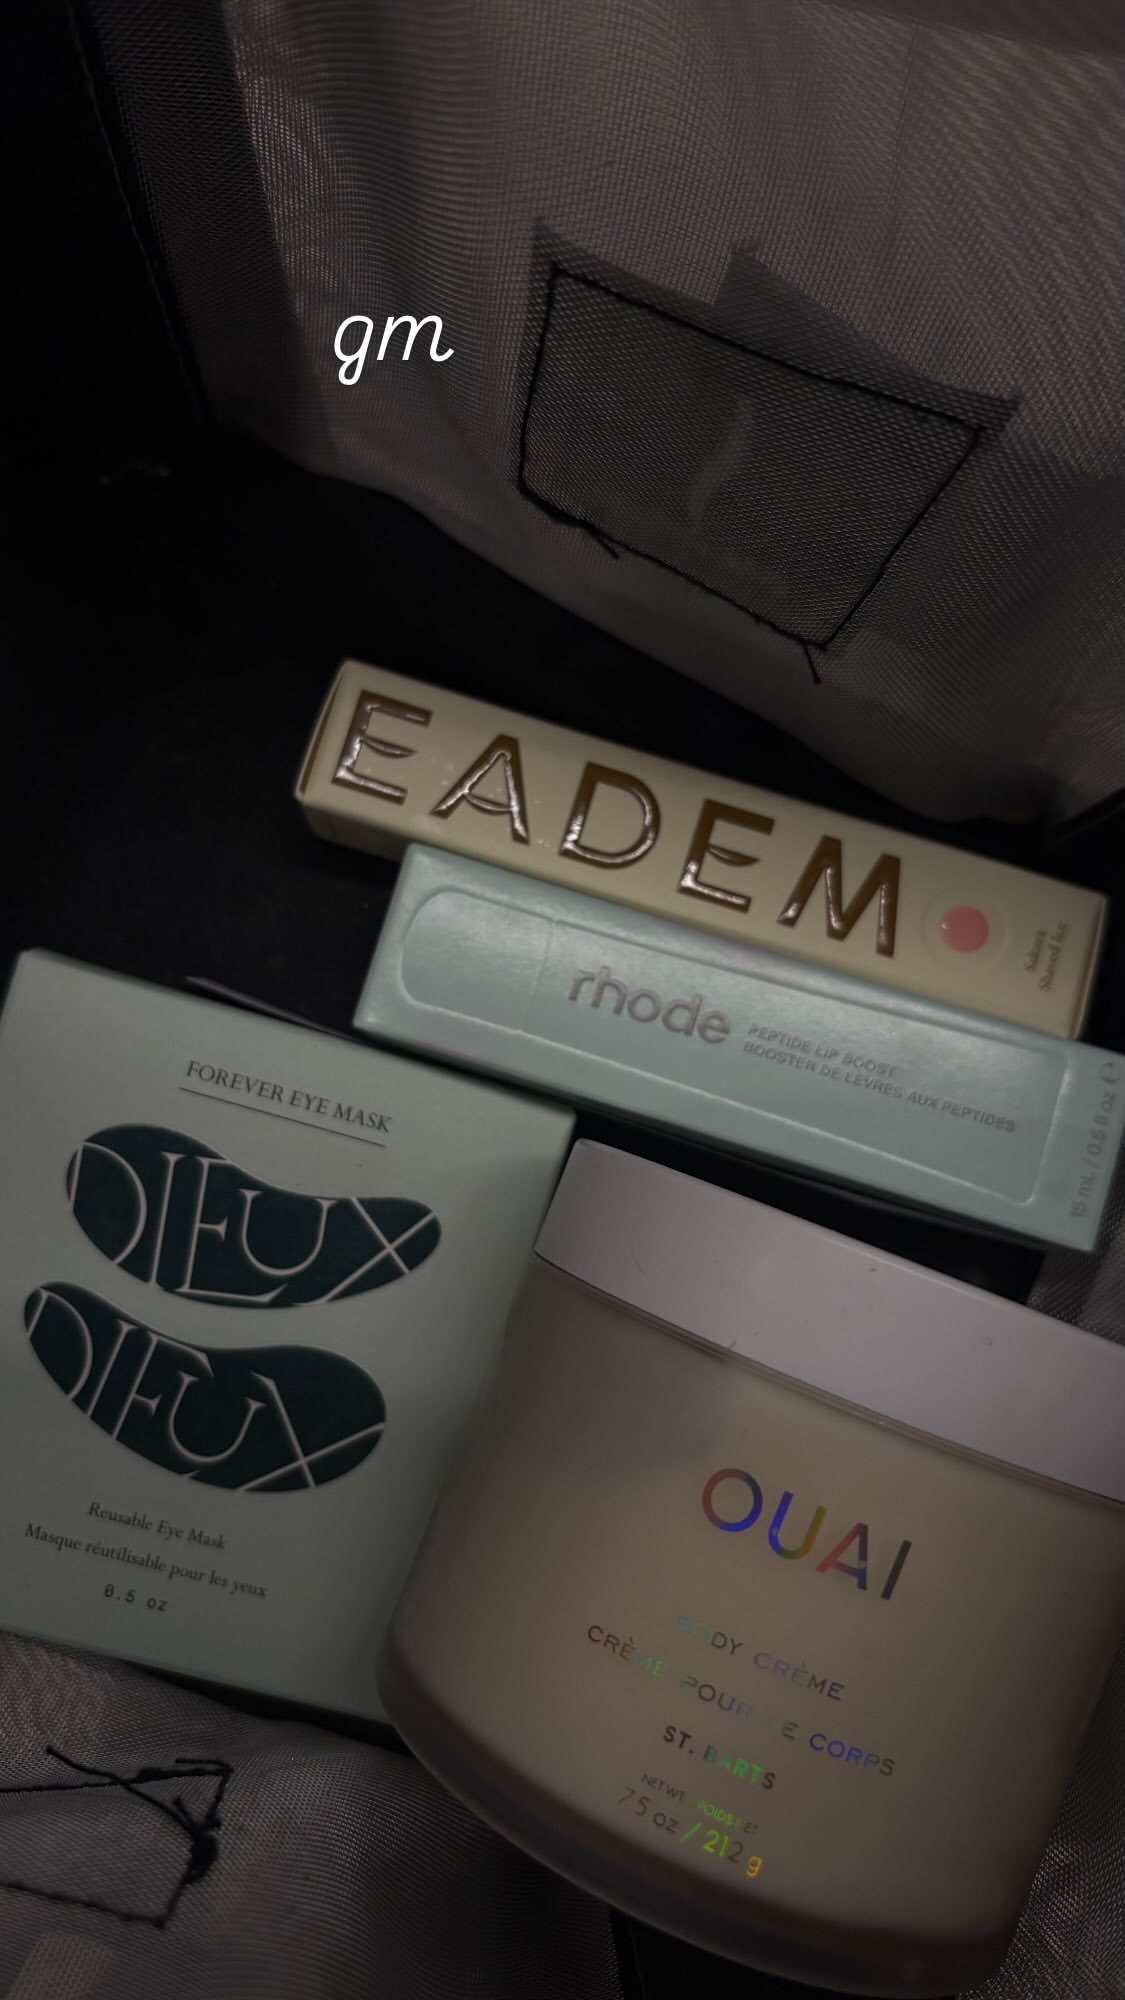 gm
EADEM
Sakura
Shaved Ice
rhode
PEPTIDE LIP BOOST
BOOSTER DE LÈVRES AUX PEPTIDES
15 mL / 0.5 fl oz ℮
FOREVER EYE MASK
DIEUX
DIEUX
Reusable Eye Mask
Masque réutilisable pour les yeux
0.5 oz
OUAI
BODY CRÈME
CRÈME POUR LE CORPS
ST. BARTS
NET WT. POIDS NET
7.5 oz / 212 g